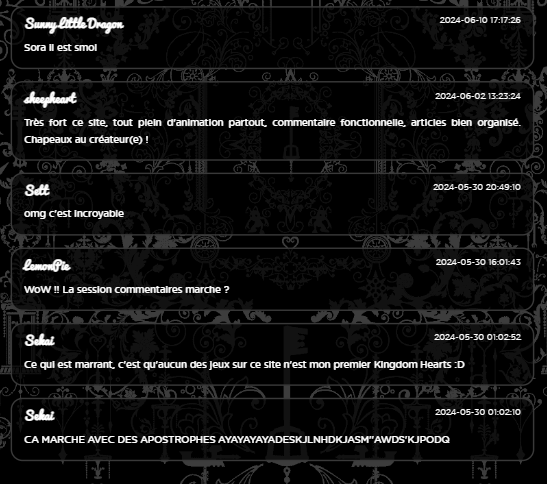 Sunny Little Dragon 2024-06-10 17:17:26
Sora il est smol
sheepheart 2024-06-02 13:23:24
Très fort ce site, tout plein d'animation partout, commentaire fonctionnelle, articles bien organisé.
Chapeaux au créateur(e) !
Sett 2024-05-30 20:49:10
omg c'est incroyable
LemonPie 2024-05-30 16:01:43
WoW !! La session commentaires marche ?
Sekai 2024-05-30 01:02:52
Ce qui est marrant, c'est qu'aucun des jeux sur ce site n'est mon premier Kingdom Hearts :D
Sekai 2024-05-30 01:02:10
CA MARCHE AVEC DES APOSTROPHES AYAYAYAYADESKJLNHDKJASM''AWDS'KJPODQ